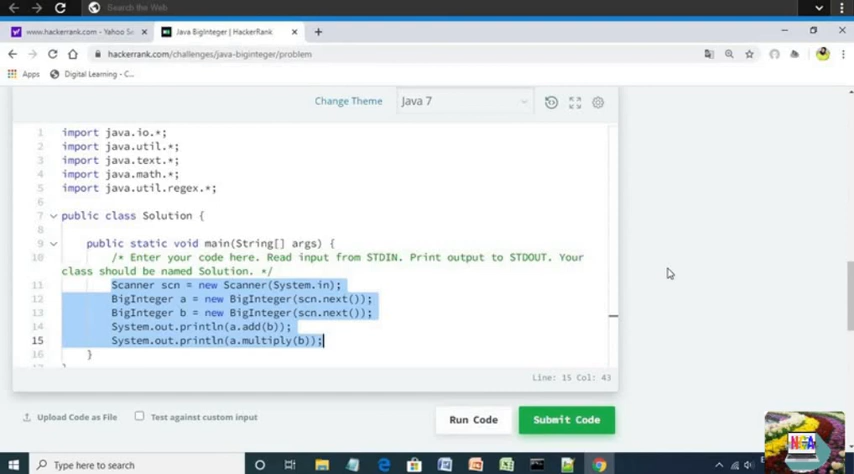 Search the Web
www.hackerrank.com - Yahoo Se
Java BigInteger | HackerRank
hackerrank.com/challenges/java-biginteger/problem
Apps
Digital Learning - C...
Change Theme
Java 7
1 import java.io.*;
2 import java.util.*;
3 import java.text.*;
4 import java.math.*;
5 import java.util.regex.*;
6
7 public class Solution {
8
9 public static void main(String[] args) {
10 /* Enter your code here. Read input from STDIN. Print output to STDOUT. Your
class should be named Solution. */
11 Scanner scn = new Scanner(System.in);
12 BigInteger a = new BigInteger(scn.next());
13 BigInteger b = new BigInteger(scn.next());
14 System.out.println(a.add(b));
15 System.out.println(a.multiply(b));
16 }
Line: 15 Col: 43
Upload Code as File
Test against custom input
Run Code
Submit Code
Type here to search